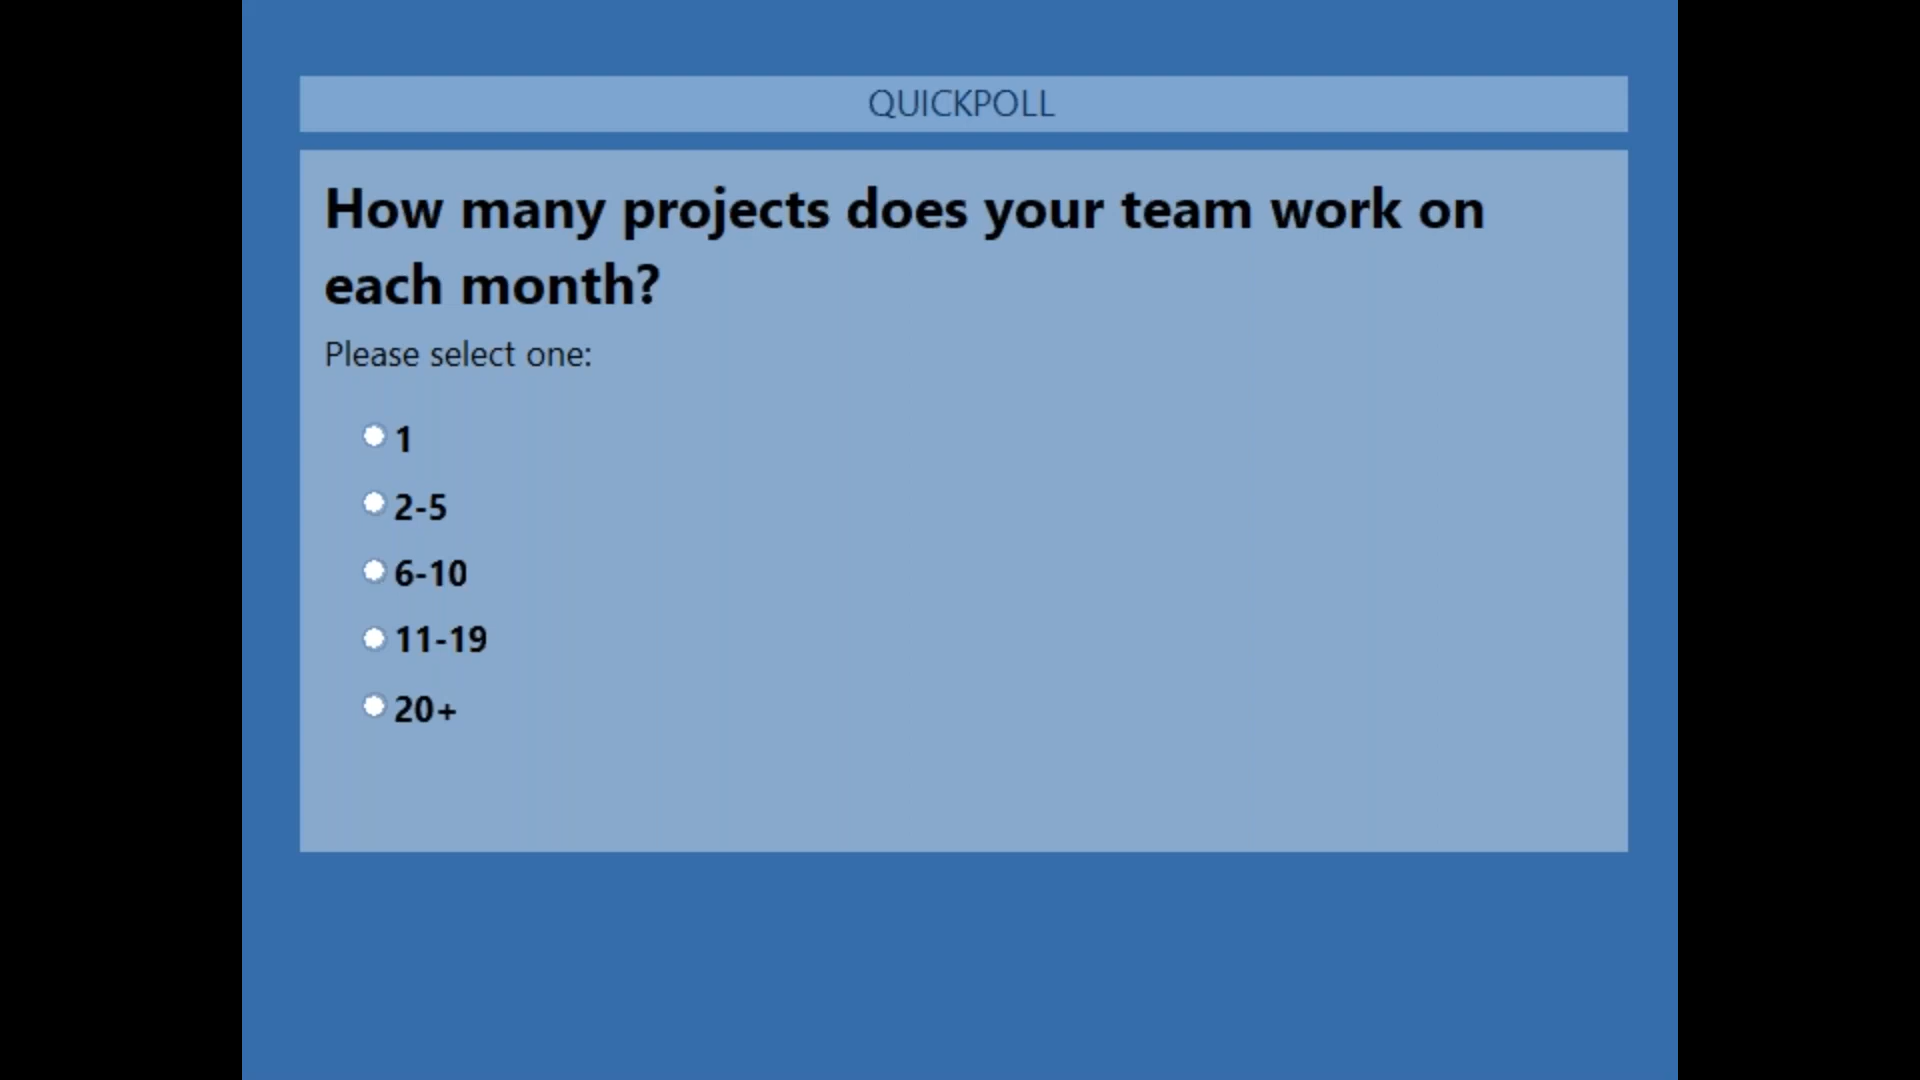 QUICKPOLL
How many projects does your team work on
each month?
Please select one:
1
2-5
6-10
11-19
20+